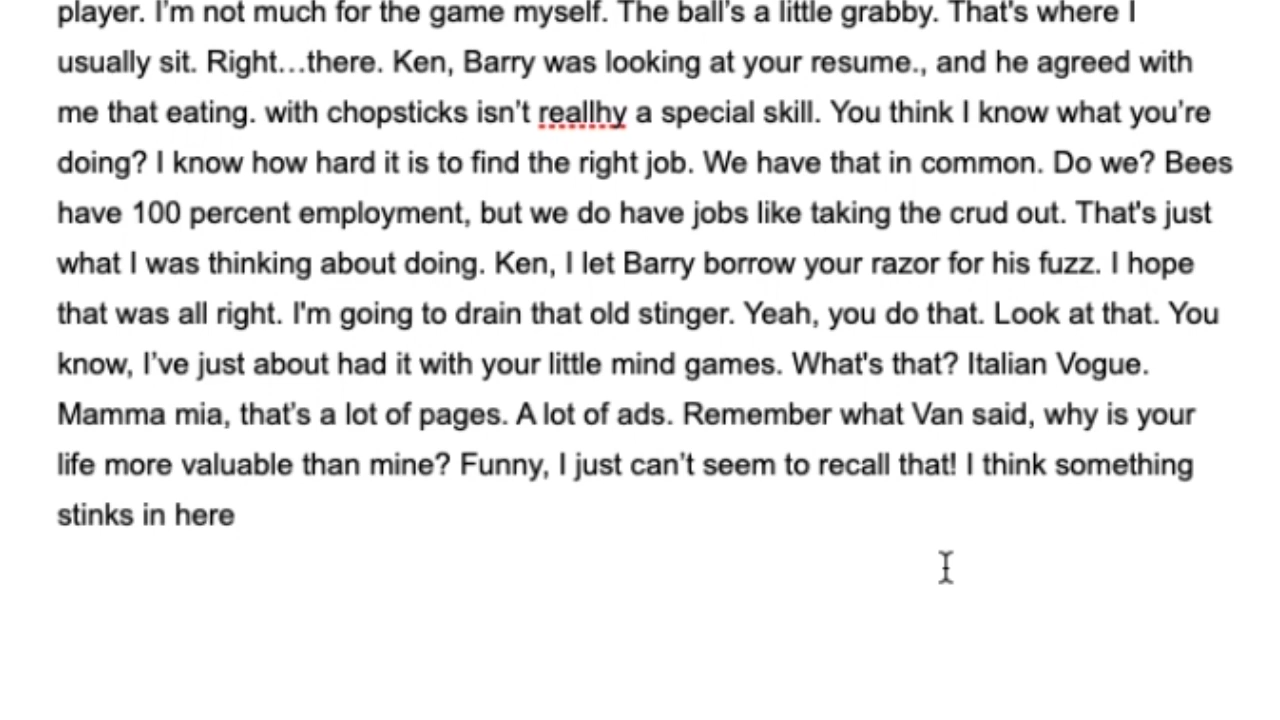 player. I'm not much for the game myself. The ball's a little grabby. That's where I
usually sit. Right...there. Ken, Barry was looking at your resume., and he agreed with
me that eating. with chopsticks isn't reallhy a special skill. You think I know what you're
doing? I know how hard it is to find the right job. We have that in common. Do we? Bees
have 100 percent employment, but we do have jobs like taking the crud out. That's just
what I was thinking about doing. Ken, I let Barry borrow your razor for his fuzz. I hope
that was all right. I'm going to drain that old stinger. Yeah, you do that. Look at that. You
know, I've just about had it with your little mind games. What's that? Italian Vogue.
Mamma mia, that's a lot of pages. A lot of ads. Remember what Van said, why is your
life more valuable than mine? Funny, I just can't seem to recall that! I think something
stinks in here